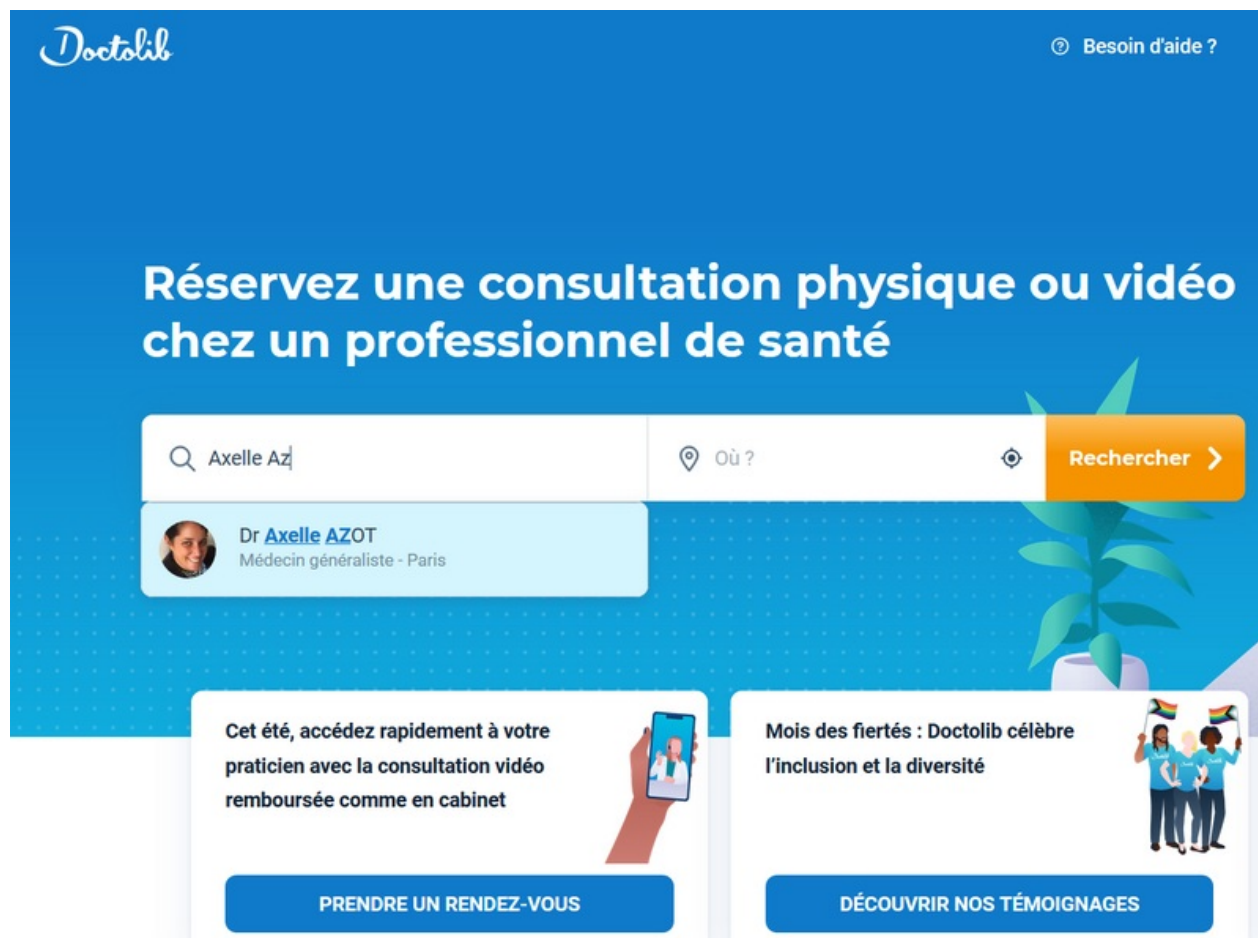 Doctolib
Besoin d'aide ?
Réservez une consultation physique ou vidéo
chez un professionnel de santé
Axelle Az
Où ?
Rechercher
Dr Axelle AZOT
Médecin généraliste - Paris
Cet été, accédez rapidement à votre
praticien avec la consultation vidéo
remboursée comme en cabinet
PRENDRE UN RENDEZ-VOUS
Mois des fiertés : Doctolib célèbre
l'inclusion et la diversité
DÉCOUVRIR NOS TÉMOIGNAGES